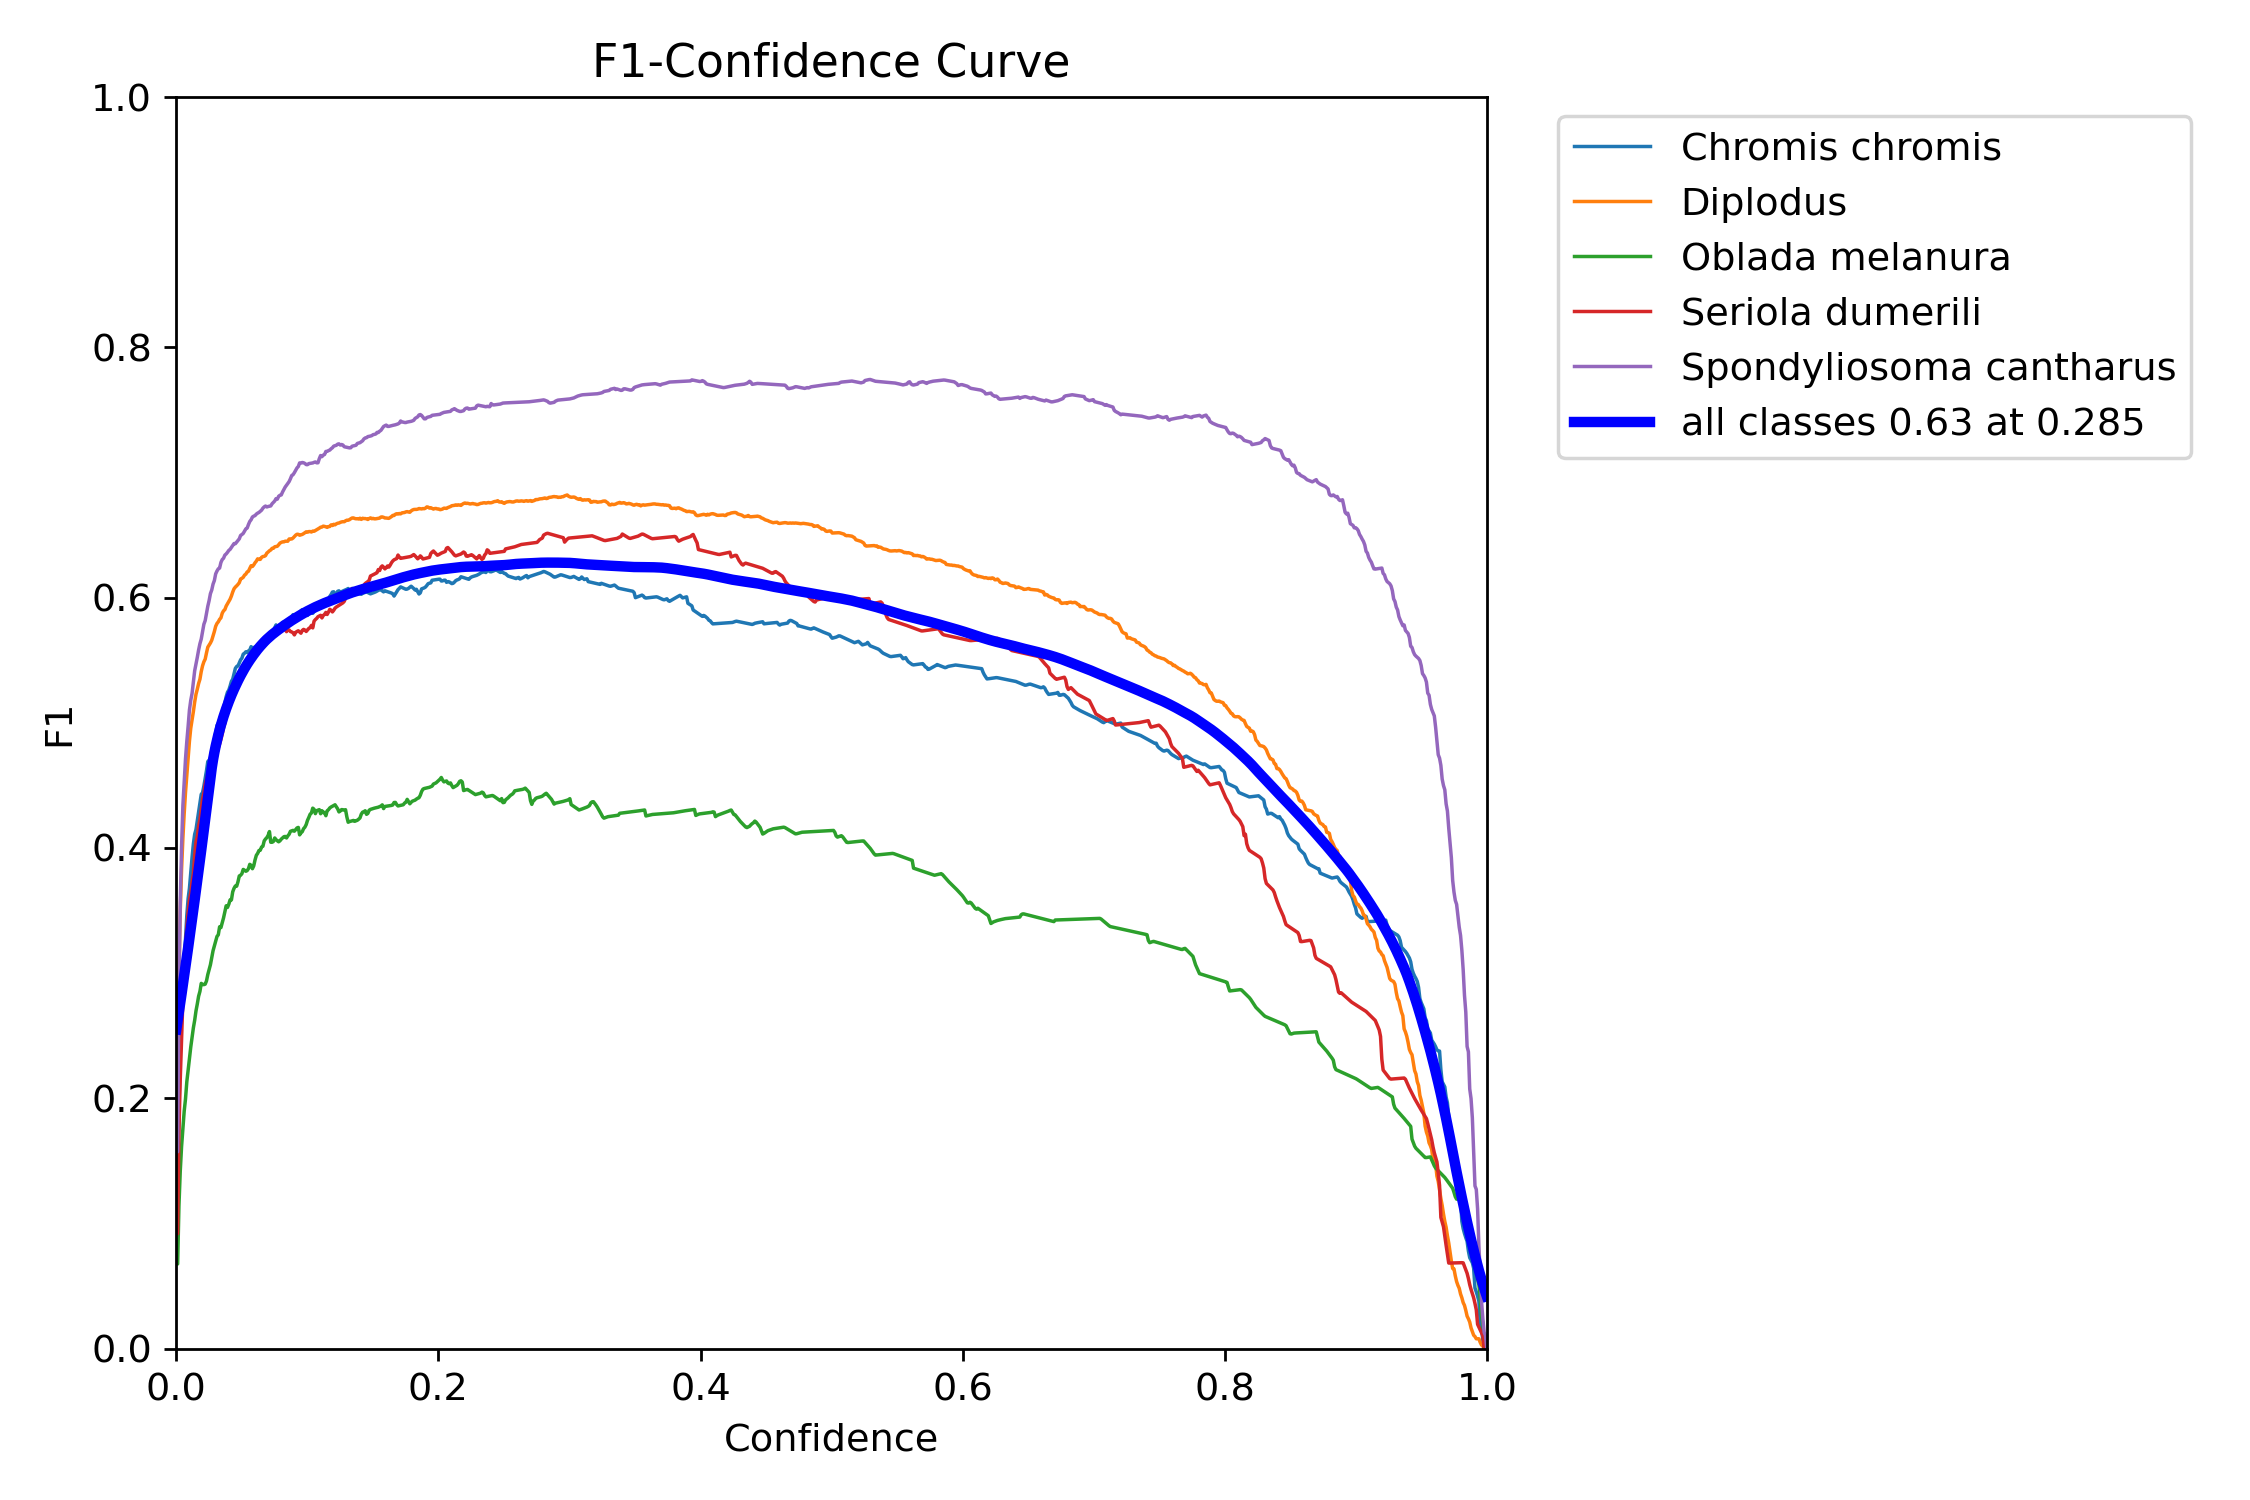 F1-Confidence Curve
1.0
0.8
0.6
0.4
0.2
0.0
F1
0.0 0.2 0.4 0.6 0.8 1.0
Confidence
Chromis chromis
Diplodus
Oblada melanura
Seriola dumerili
Spondyliosoma cantharus
all classes 0.63 at 0.285